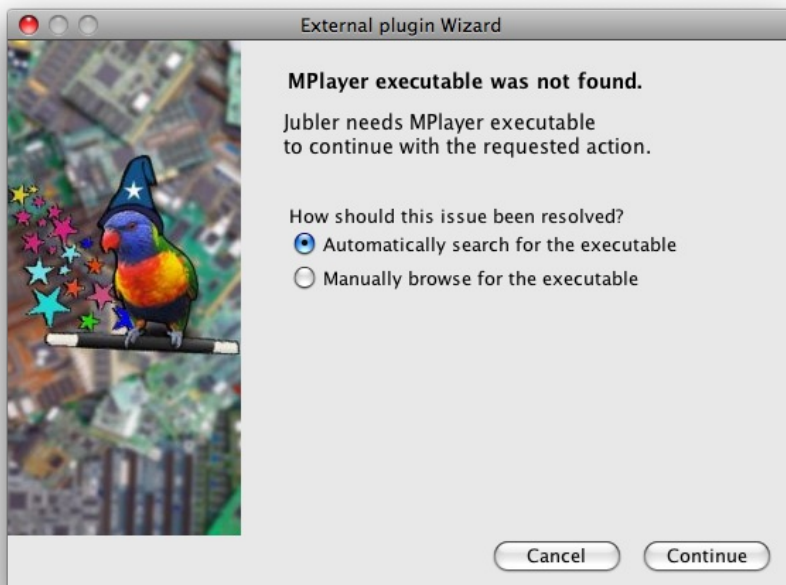 External plugin Wizard
MPlayer executable was not found.
Jubler needs MPlayer executable
to continue with the requested action.
How should this issue been resolved?
Automatically search for the executable
Manually browse for the executable
Cancel
Continue